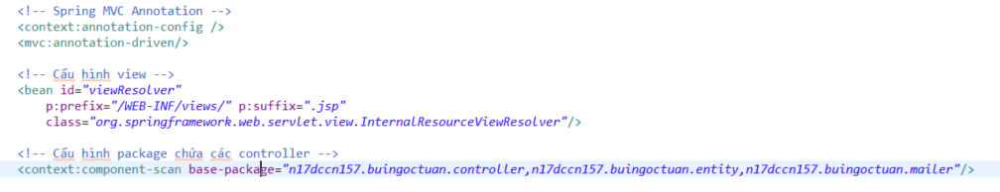 <!-- Spring MVC Annotation -->
<context:annotation-config />
<mvc:annotation-driven/>
<!-- Cấu hình view -->
<bean id="viewResolver"
p:prefix="/WEB-INF/views/" p:suffix=".jsp"
class="org.springframework.web.servlet.view.InternalResourceViewResolver"/>
<!-- Cấu hình package chứa các controller -->
<context:component-scan base-package="n17dccn157.buingoctuan.controller,n17dccn157.buingoctuan.entity,n17dccn157.buingoctuan.mailer"/>